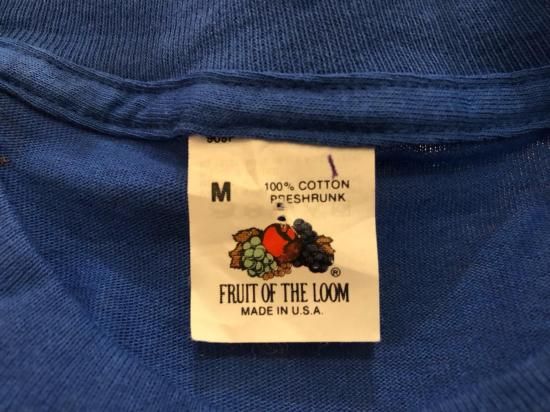 M
100% COTTON
PRESHRUNK
®
FRUIT OF THE LOOM
MADE IN U.S.A.